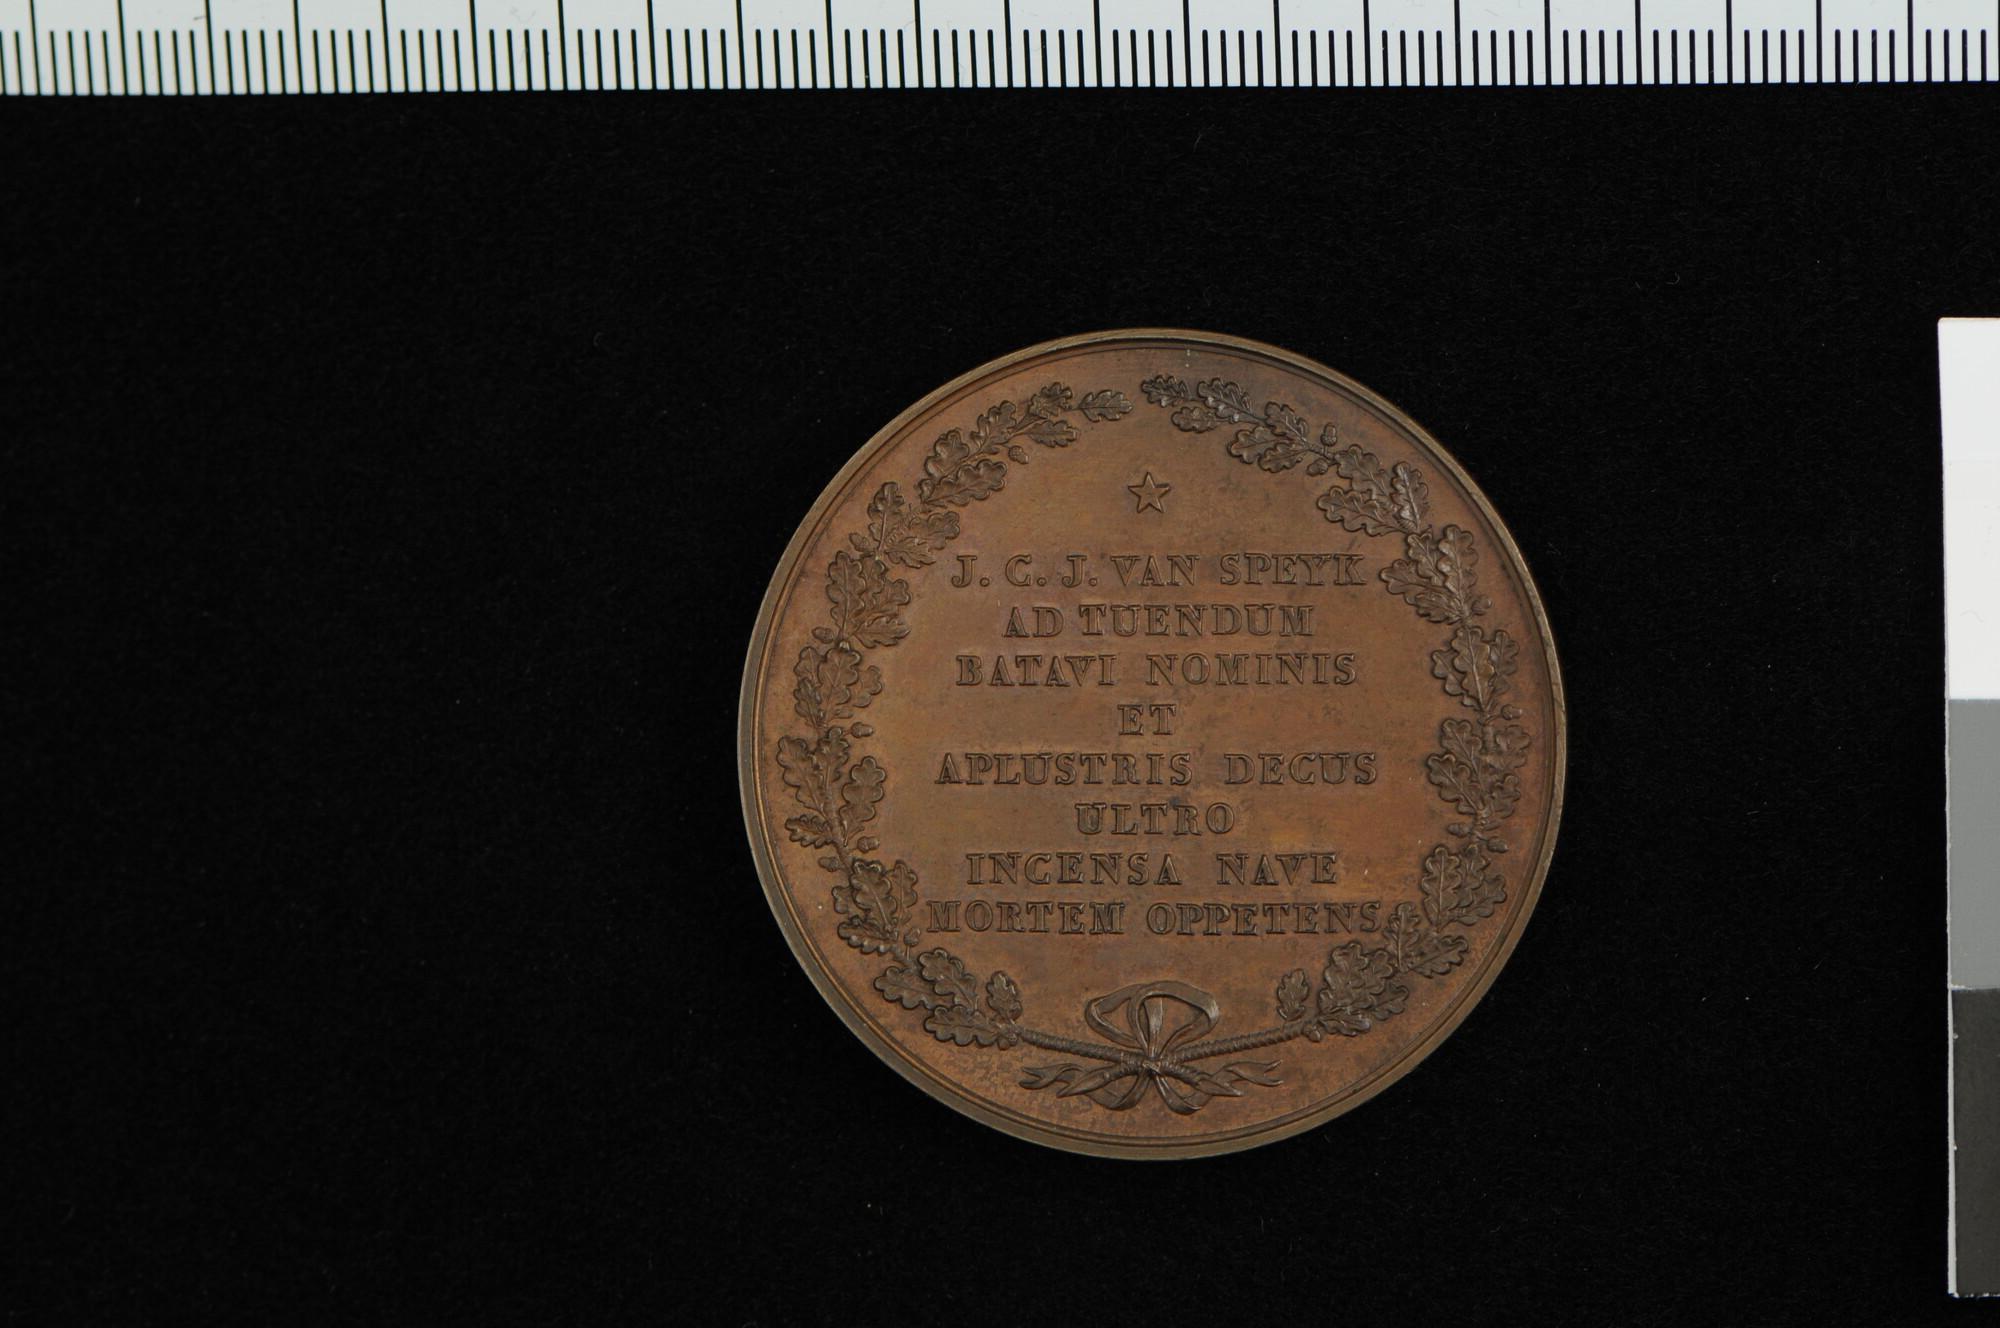 J. C. J. VAN SPEYK
AD TUENDUM
BATAVI NOMINIS
ET
APLUSTRIS DECUS
ULTRO
INCENSA NAVE
MORTEM OPPETENS